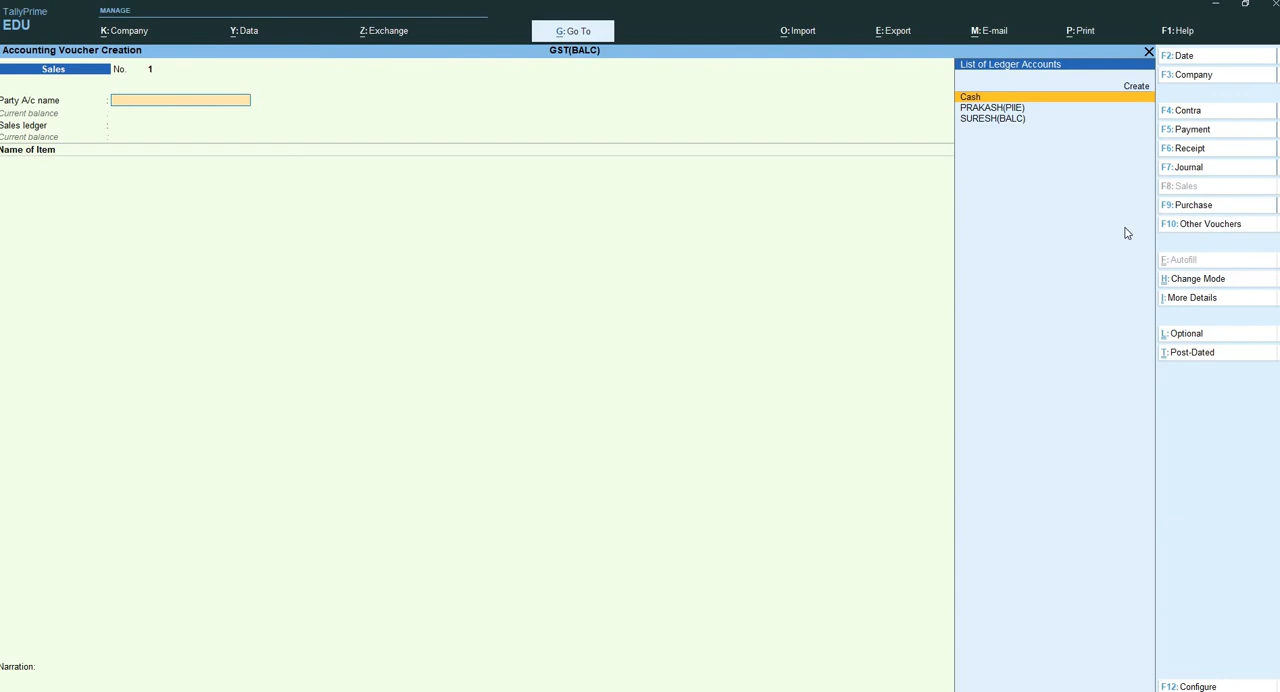 TallyPrime
EDU
MANAGE
K:Company
Y:Data
Z:Exchange
G:Go To
O:Import
E:Export
M:E-mail
P:Print
F1:Help
Accounting Voucher Creation
GST(BALC)
Sales No. 1
Party A/c name :
Current balance :
Sales ledger :
Current balance :
Name of Item
Narration:
List of Ledger Accounts
Create
Cash
PRAKASH(PIIE)
SURESH(BALC)
F2: Date
F3: Company
F4: Contra
F5: Payment
F6: Receipt
F7: Journal
F8: Sales
F9: Purchase
F10: Other Vouchers
F: Autofill
H: Change Mode
I: More Details
L: Optional
T: Post-Dated
F12: Configure